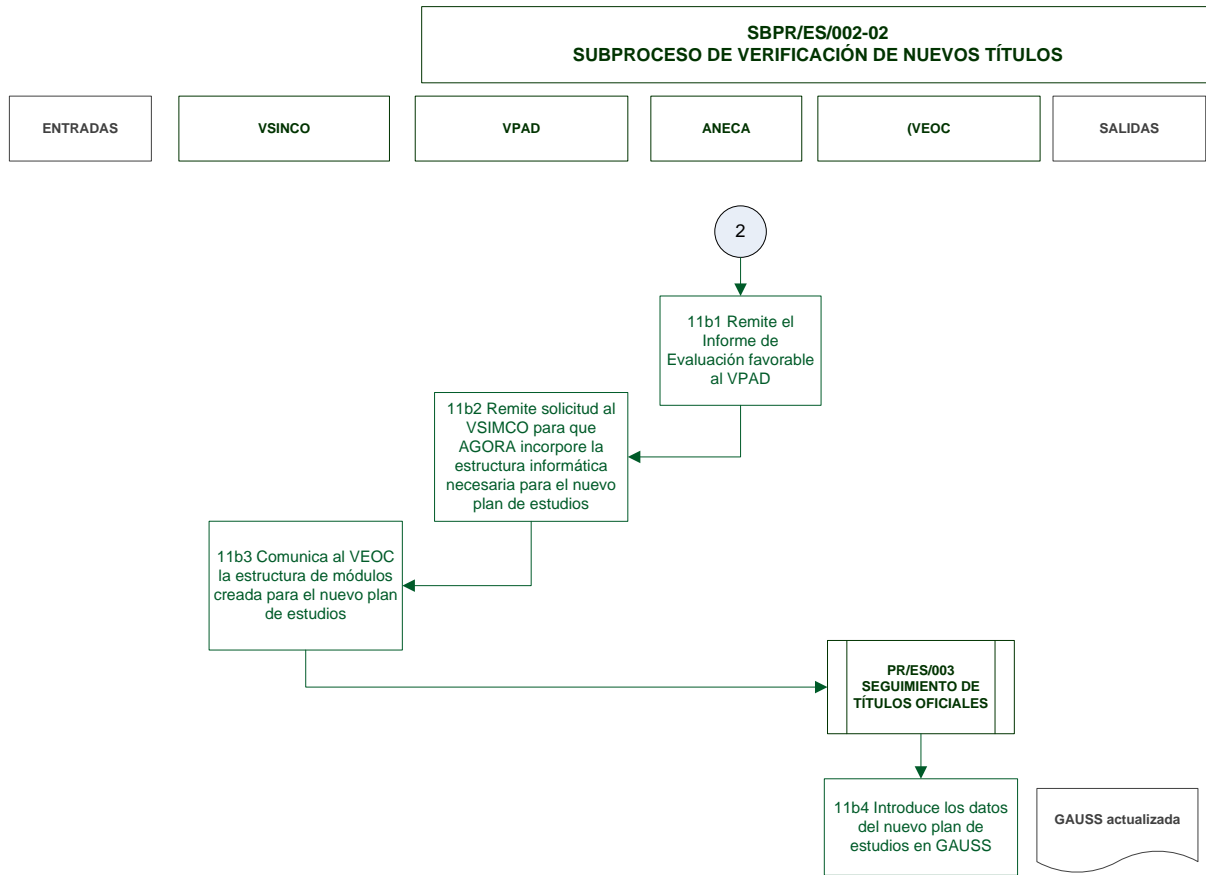 SBPR/ES/002-02
SUBPROCESO DE VERIFICACIÓN DE NUEVOS TÍTULOS
ENTRADAS
VSINCO
VPAD
ANECA
(VEOC
SALIDAS
2
11b1 Remite el
Informe de
Evaluación favorable
al VPAD
11b2 Remite solicitud al
VSIMCO para que
AGORA incorpore la
estructura informática
necesaria para el nuevo
plan de estudios
11b3 Comunica al VEOC
la estructura de módulos
creada para el nuevo plan
de estudios
PR/ES/003
SEGUIMIENTO DE
TÍTULOS OFICIALES
11b4 Introduce los datos
del nuevo plan de
estudios en GAUSS
GAUSS actualizada